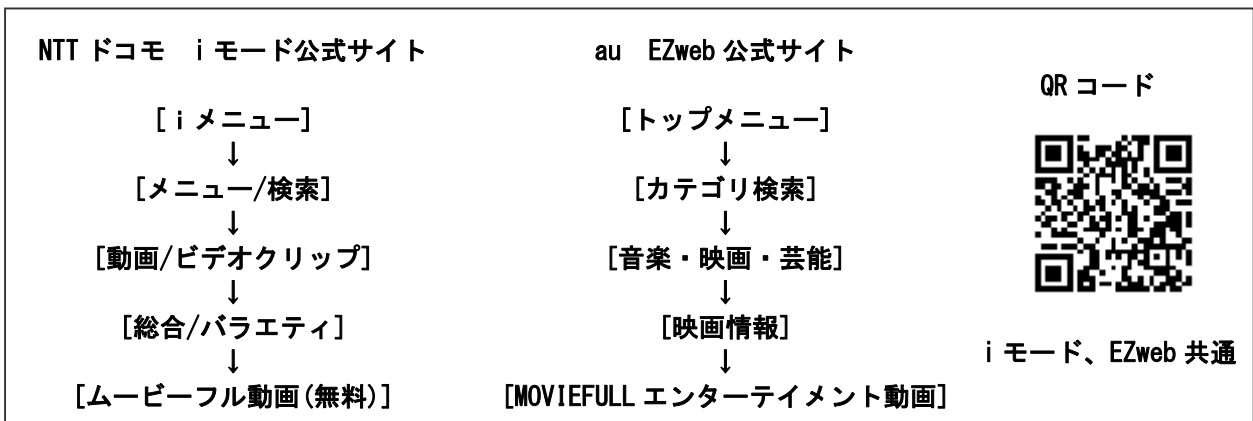 NTT ドコモ iモード公式サイト
[iメニュー]
↓
[メニュー/検索]
↓
[動画/ビデオクリップ]
↓
[総合/バラエティ]
↓
[ムービーフル動画(無料)]
au EZweb 公式サイト
[トップメニュー]
↓
[カテゴリ検索]
↓
[音楽・映画・芸能]
↓
[映画情報]
↓
[MOVIEFULL エンターテイメント動画]
QR コード
iモード、EZweb 共通